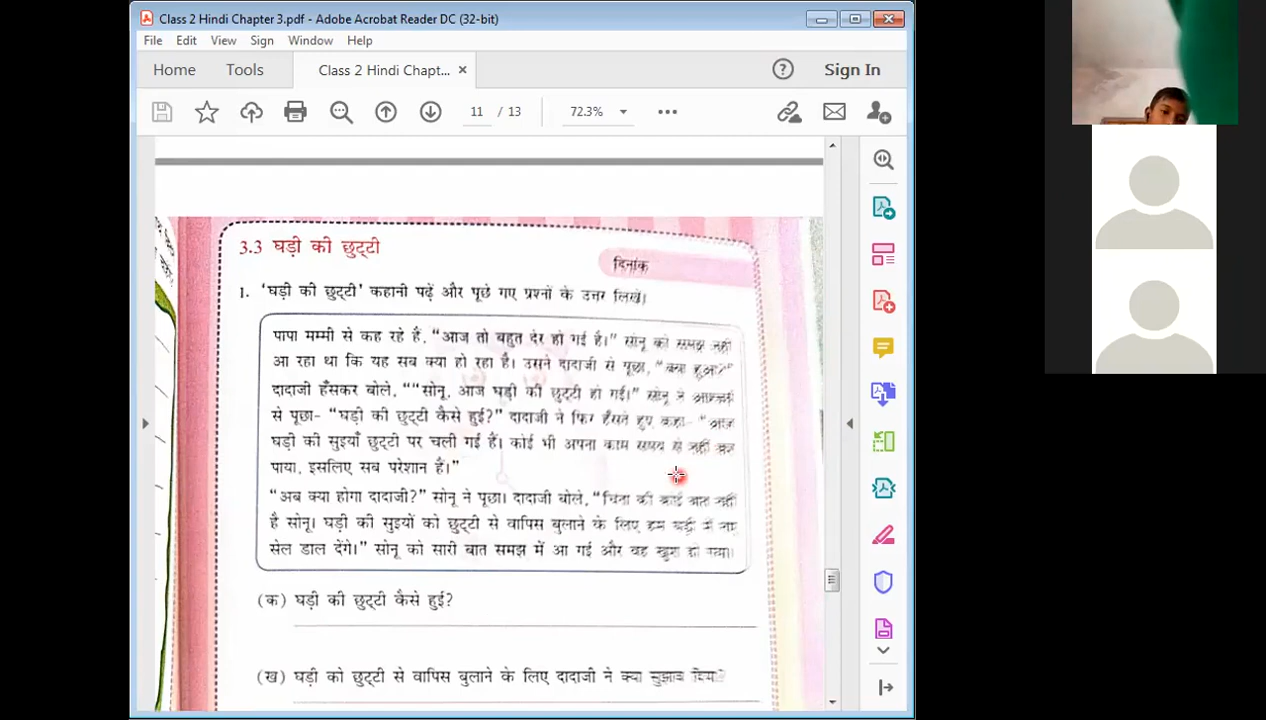 Class 2 Hindi Chapter 3.pdf - Adobe Acrobat Reader DC (32-bit)
File Edit View Sign Window Help
Home Tools Class 2 Hindi Chapt... Sign In
11 / 13 72.3%
3.3 घड़ी की छुट्टी
दिनांक
1. 'घड़ी की छुट्टी' कहानी पढ़ें और पूछे गए प्रश्नों के उत्तर लिखें।
पापा मम्मी से कह रहे हैं, "आज तो बहुत देर हो गई है।" सोनू को समझ नहीं
आ रहा था कि यह सब क्या हो रहा है। उसने दादाजी से पूछा, "क्या हुआ?"
दादाजी हँसकर बोले, ""सोनू, आज घड़ी की छुट्टी हो गई।" सोनू ने
से पूछा- "घड़ी की छुट्टी कैसे हुई?" दादाजी ने फिर हँसते हुए कहा- "आज
घड़ी की सुइयाँ छुट्टी पर चली गई हैं। कोई भी अपना काम समय से नहीं कर
पाया, इसलिए सब परेशान हैं।"
"अब क्या होगा दादाजी?" सोनू ने पूछा। दादाजी बोले, "चिंता की कोई बात नहीं
है सोनू। घड़ी की सुइयों को छुट्टी से वापिस बुलाने के लिए हम घड़ी में नए
सेल डाल देंगे।" सोनू को सारी बात समझ में आ गई और वह खुश हो गया।
(क) घड़ी की छुट्टी कैसे हुई?
(ख) घड़ी को छुट्टी से वापिस बुलाने के लिए दादाजी ने क्या सुझाव दिया?